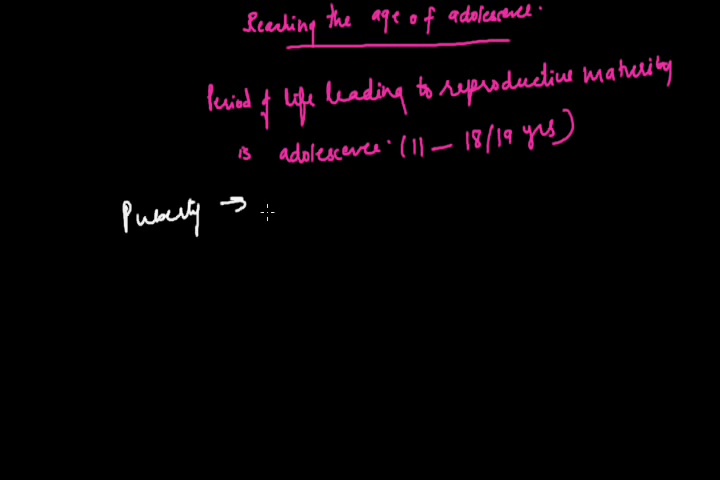 Reaching the age of adolescence.
Period of life leading to reproductive maturity
is adolescence. (11 - 18/19 yrs)
Puberty →